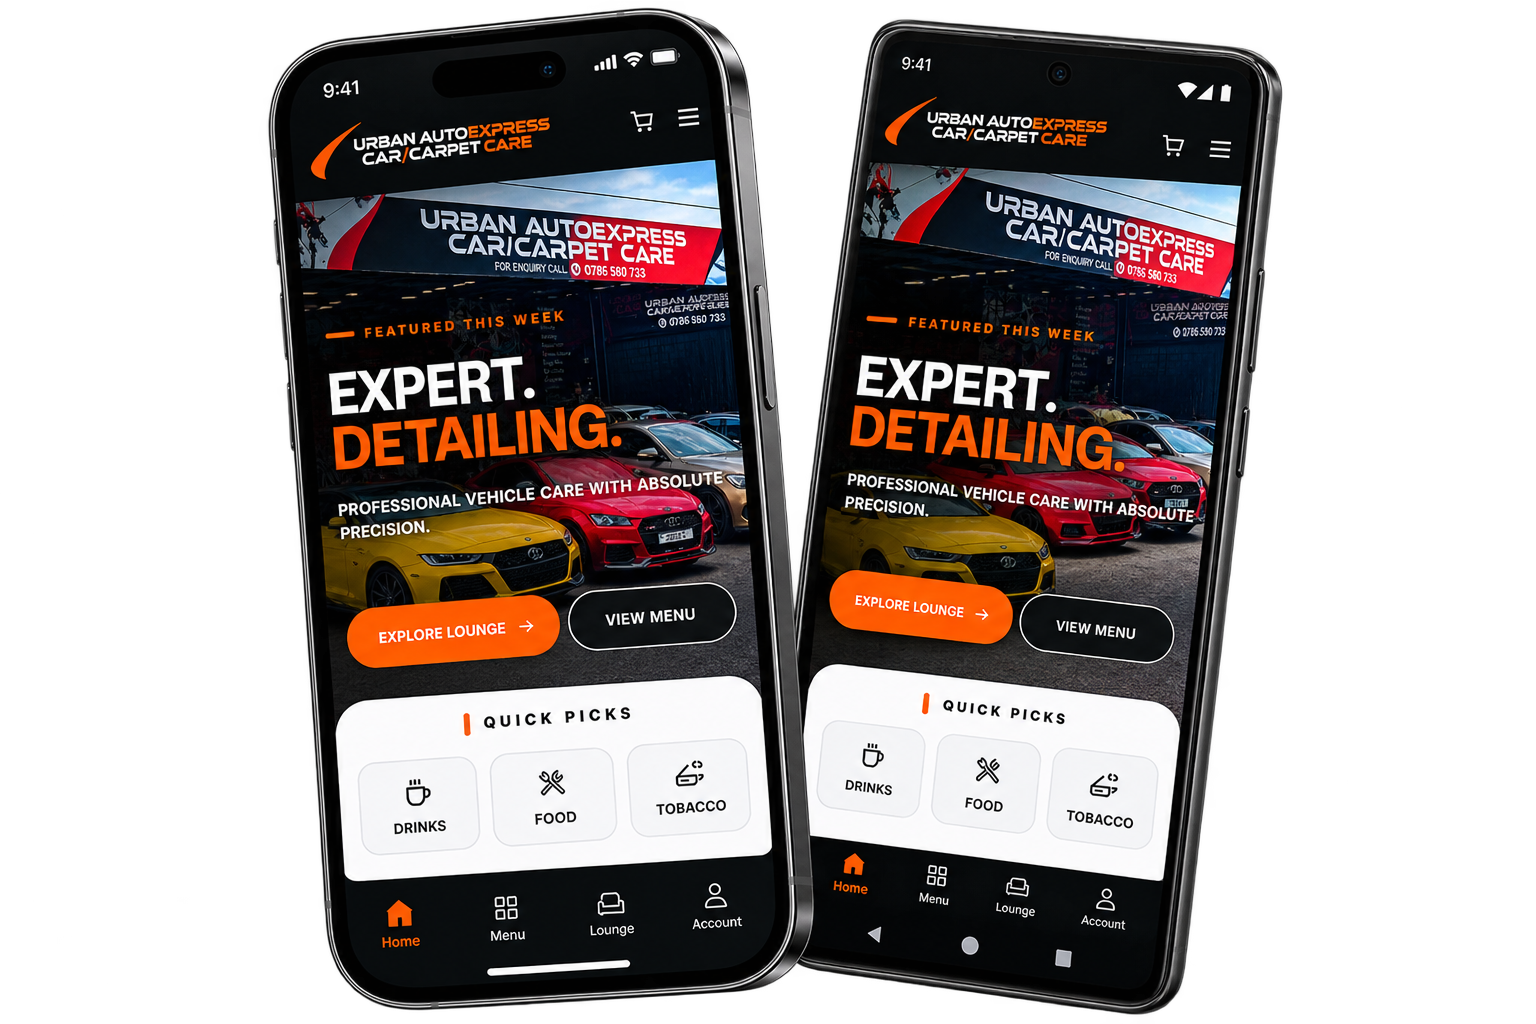 9:41
URBAN AUTOEXPRESS
CAR/CARPET CARE
URBAN AUTOEXPRESS
CAR/CARPET CARE
FOR ENQUIRY CALL 0786 580 733
0786 580 733
FEATURED THIS WEEK
EXPERT.
DETAILING.
PROFESSIONAL VEHICLE CARE WITH ABSOLUTE
PRECISION.
EXPLORE LOUNGE →
VIEW MENU
QUICK PICKS
DRINKS
FOOD
TOBACCO
Home
Menu
Lounge
Account
9:41
URBAN AUTOEXPRESS
CAR/CARPET CARE
URBAN AUTOEXPRESS
CAR/CARPET CARE
FOR ENQUIRY CALL 0786 560 733
FEATURED THIS WEEK
EXPERT.
DETAILING.
PROFESSIONAL VEHICLE CARE WITH ABSOLUTE
PRECISION.
EXPLORE LOUNGE →
VIEW MENU
QUICK PICKS
DRINKS
FOOD
TOBACCO
Home
Menu
Lounge
Account